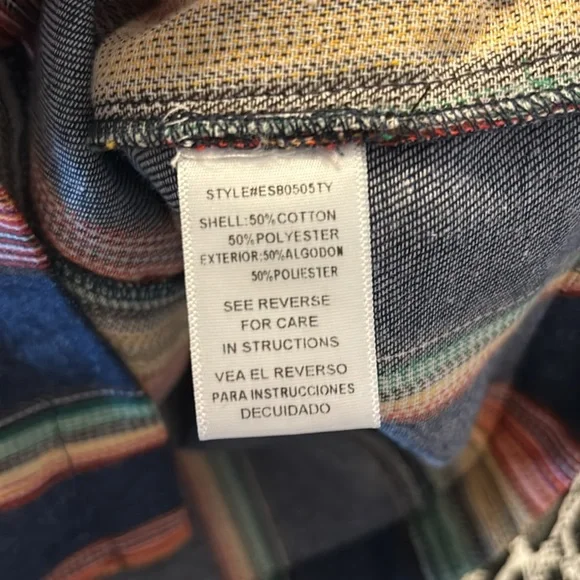 STYLE#ES80505TY
SHELL:50%COTTON
50%POLYESTER
EXTERIOR:50%ALGODON
50%POLIESTER
SEE REVERSE
FOR CARE
IN STRUCTIONS
VEA EL REVERSO
PARA INSTRUCCIONES
DECUIDADO